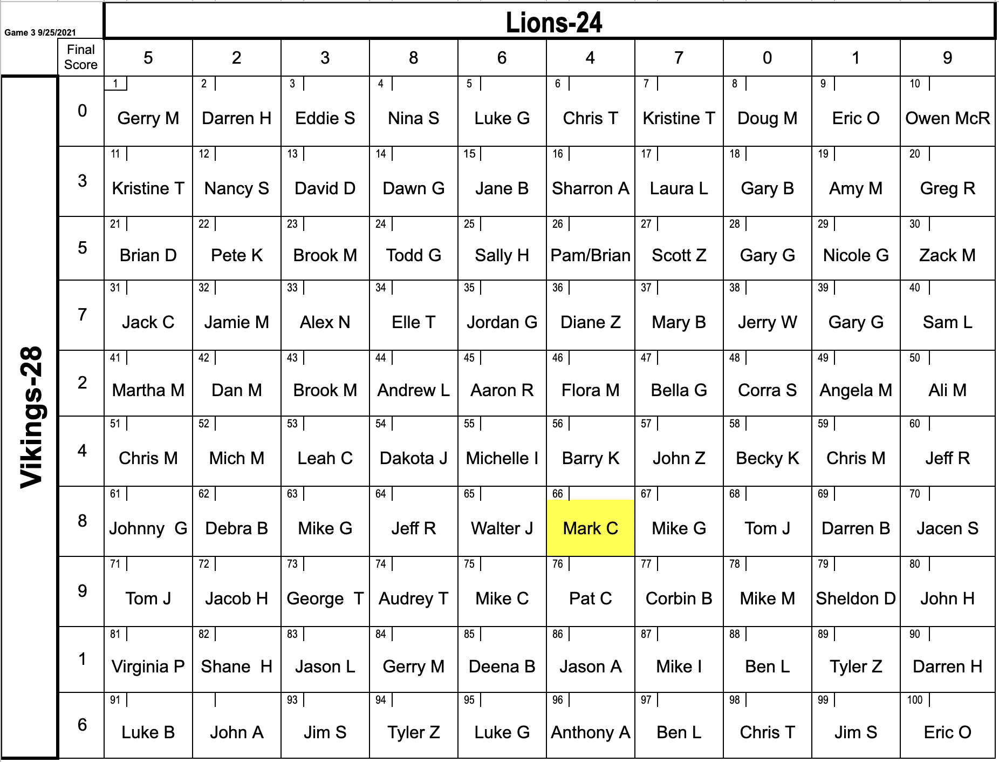 Lions-24
Game 3 9/25/2021
Final
Score
5 2 3 8 6 4 7 0 1 9
Vikings-28
1 2 3 4 5 6 7 8 9 10
0 Gerry M Darren H Eddie S Nina S Luke G Chris T Kristine T Doug M Eric O Owen McR
11 12 13 14 15 16 17 18 19 20
3 Kristine T Nancy S David D Dawn G Jane B Sharron A Laura L Gary B Amy M Greg R
21 22 23 24 25 26 27 28 29 30
5 Brian D Pete K Brook M Todd G Sally H Pam/Brian Scott Z Gary G Nicole G Zack M
31 32 33 34 35 36 37 38 39 40
7 Jack C Jamie M Alex N Elle T Jordan G Diane Z Mary B Jerry W Gary G Sam L
41 42 43 44 45 46 47 48 49 50
2 Martha M Dan M Brook M Andrew L Aaron R Flora M Bella G Corra S Angela M Ali M
51 52 53 54 55 56 57 58 59 60
4 Chris M Mich M Leah C Dakota J Michelle I Barry K John Z Becky K Chris M Jeff R
61 62 63 64 65 66 67 68 69 70
8 Johnny G Debra B Mike G Jeff R Walter J Mark C Mike G Tom J Darren B Jacen S
71 72 73 74 75 76 77 78 79 80
9 Tom J Jacob H George T Audrey T Mike C Pat C Corbin B Mike M Sheldon D John H
81 82 83 84 85 86 87 88 89 90
1 Virginia P Shane H Jason L Gerry M Deena B Jason A Mike I Ben L Tyler Z Darren H
91 93 94 95 96 97 98 99 100
6 Luke B John A Jim S Tyler Z Luke G Anthony A Ben L Chris T Jim S Eric O